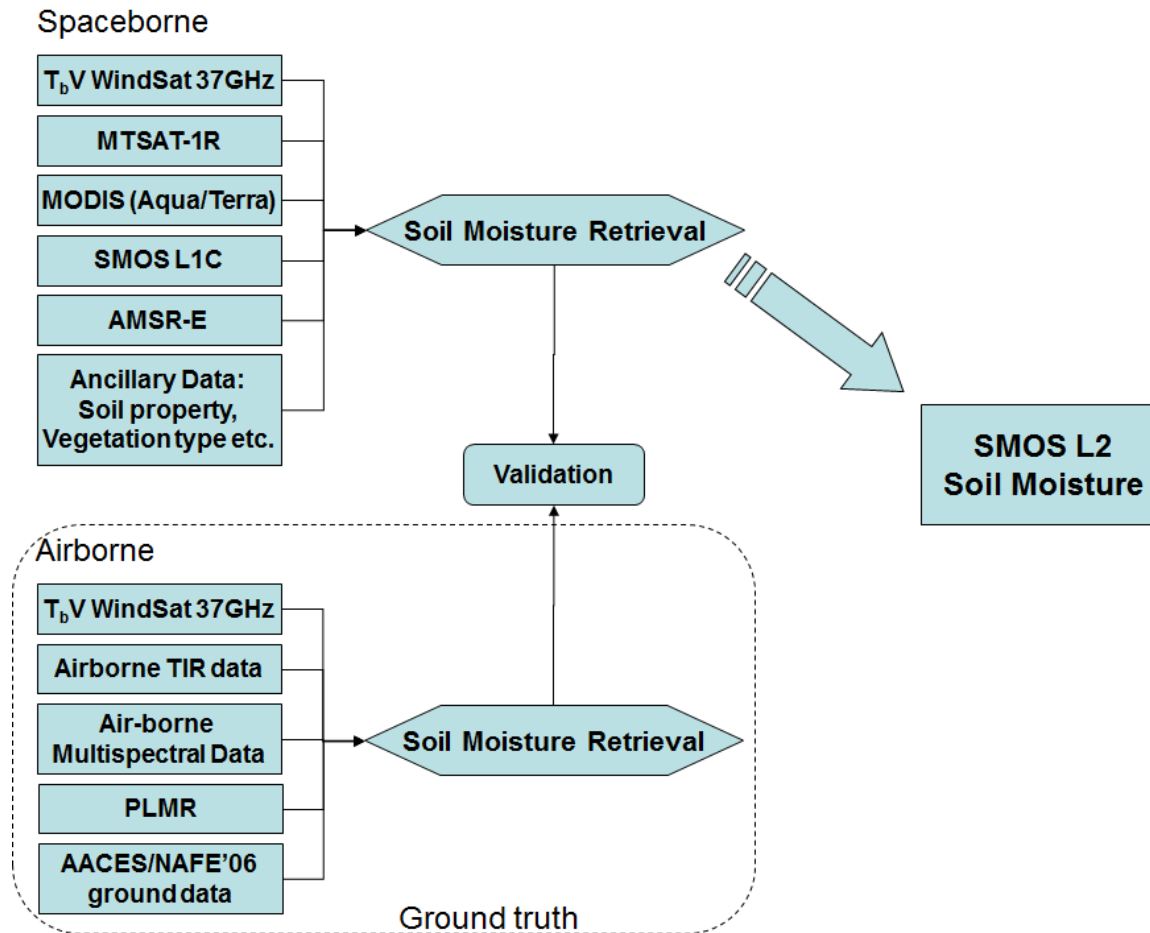 Spaceborne
TbV WindSat 37GHz
MTSAT-1R
MODIS (Aqua/Terra)
SMOS L1C
AMSR-E
Ancillary Data:
Soil property,
Vegetation type etc.
Soil Moisture Retrieval
Validation
SMOS L2
Soil Moisture
Airborne
TbV WindSat 37GHz
Airborne TIR data
Air-borne
Multispectral Data
PLMR
AACES/NAFE’06
ground data
Soil Moisture Retrieval
Ground truth